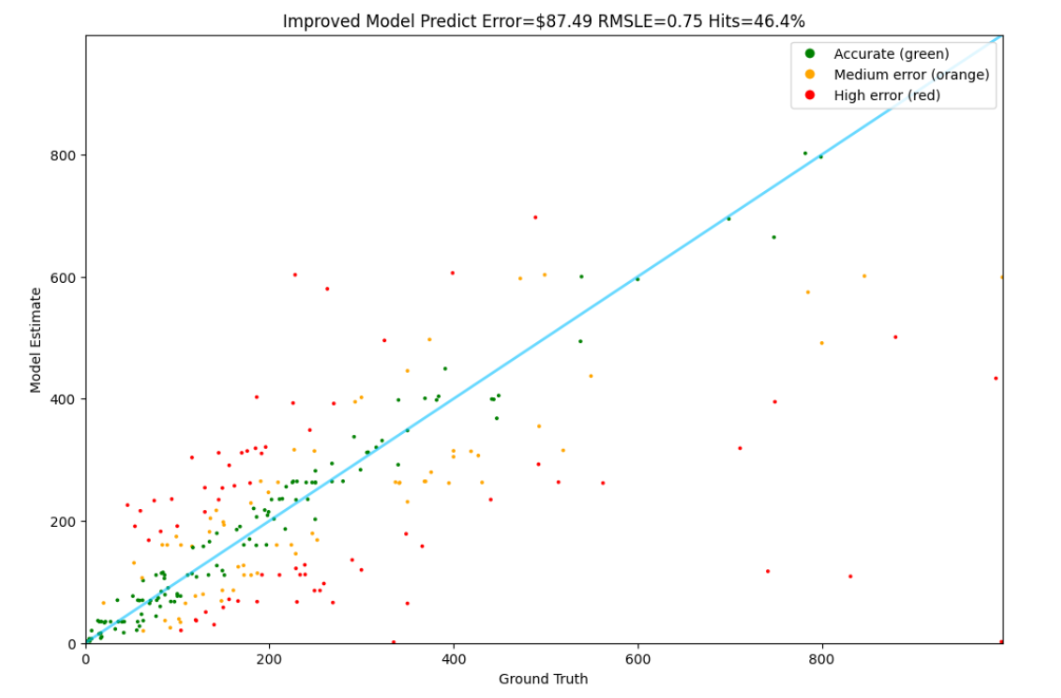 Improved Model Predict Error=$87.49 RMSLE=0.75 Hits=46.4%
Accurate (green)
Medium error (orange)
High error (red)
Model Estimate
800
600
400
200
0
0 200 400 600 800
Ground Truth